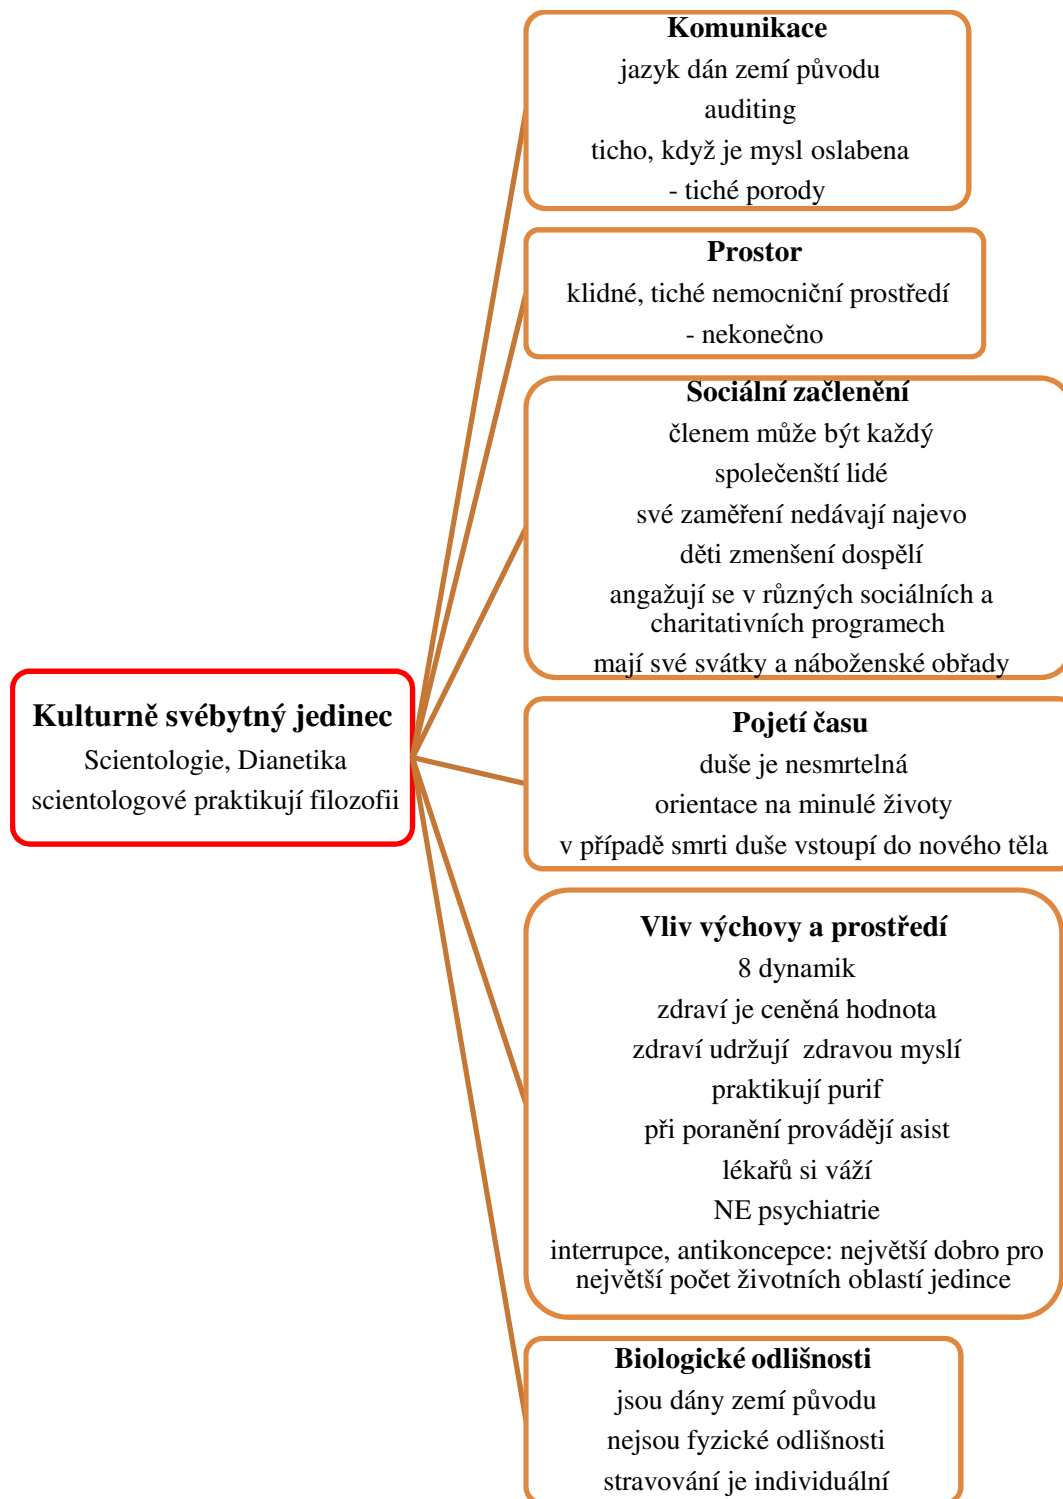 Komunikace
jazyk dán zemí původu
auditing
ticho, když je mysl oslabena
- tiché porody
Prostor
klidné, tiché nemocniční prostředí
- nekonečno
Sociální začlenění
členem může být každý
společenští lidé
své zaměření nedávají najevo
děti zmenšení dospělí
angažují se v různých sociálních a
charitativních programech
mají své svátky a náboženské obřady
Kulturně svébytný jedinec
Scientologie, Dianetika
scientologové praktikují filozofii
Pojetí času
duše je nesmrtelná
orientace na minulé životy
v případě smrti duše vstoupí do nového těla
Vliv výchovy a prostředí
8 dynamik
zdraví je ceněná hodnota
zdraví udržují zdravou myslí
praktikují purif
při poranění provádějí asist
lékařů si váží
NE psychiatrie
interrupce, antikoncepce: největší dobro pro
největší počet životních oblastí jedince
Biologické odlišnosti
jsou dány zemí původu
nejsou fyzické odlišnosti
stravování je individuální